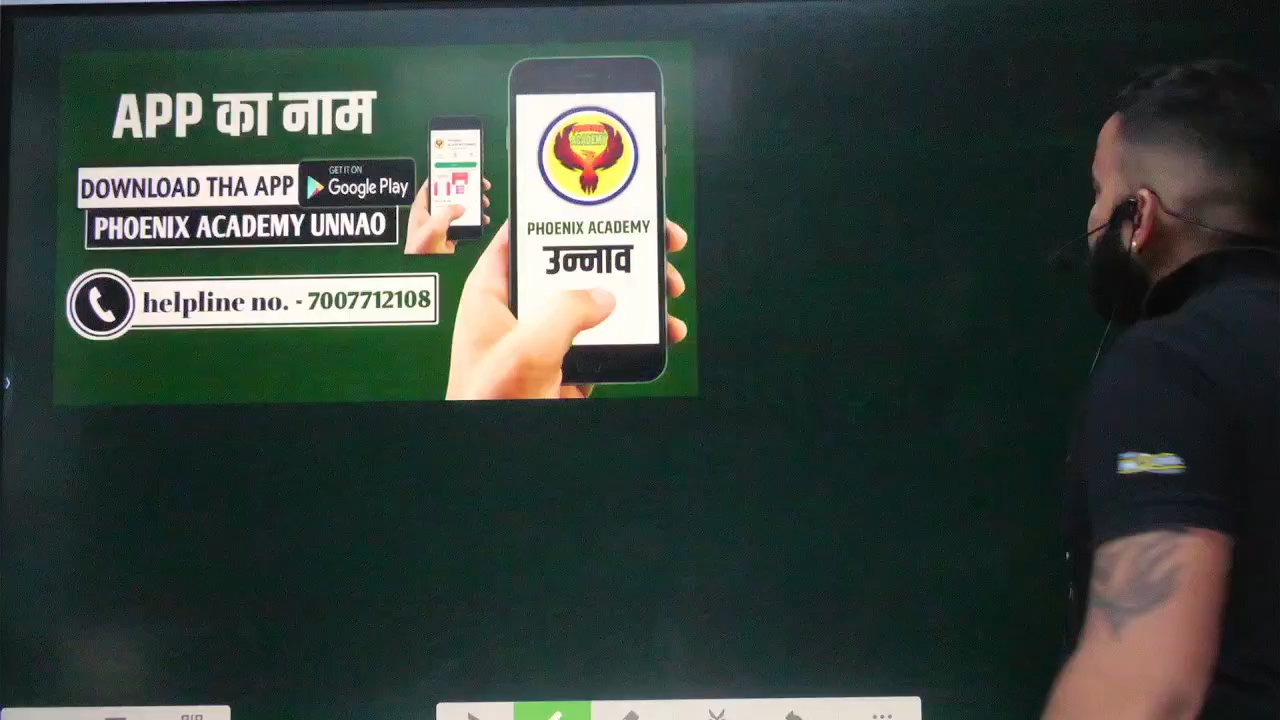 APP का नाम
DOWNLOAD THA APP
GET IT ON
Google Play
PHOENIX ACADEMY UNNAO
helpline no. - 7007712108
ACADEMY
PHOENIX ACADEMY
उन्नाव